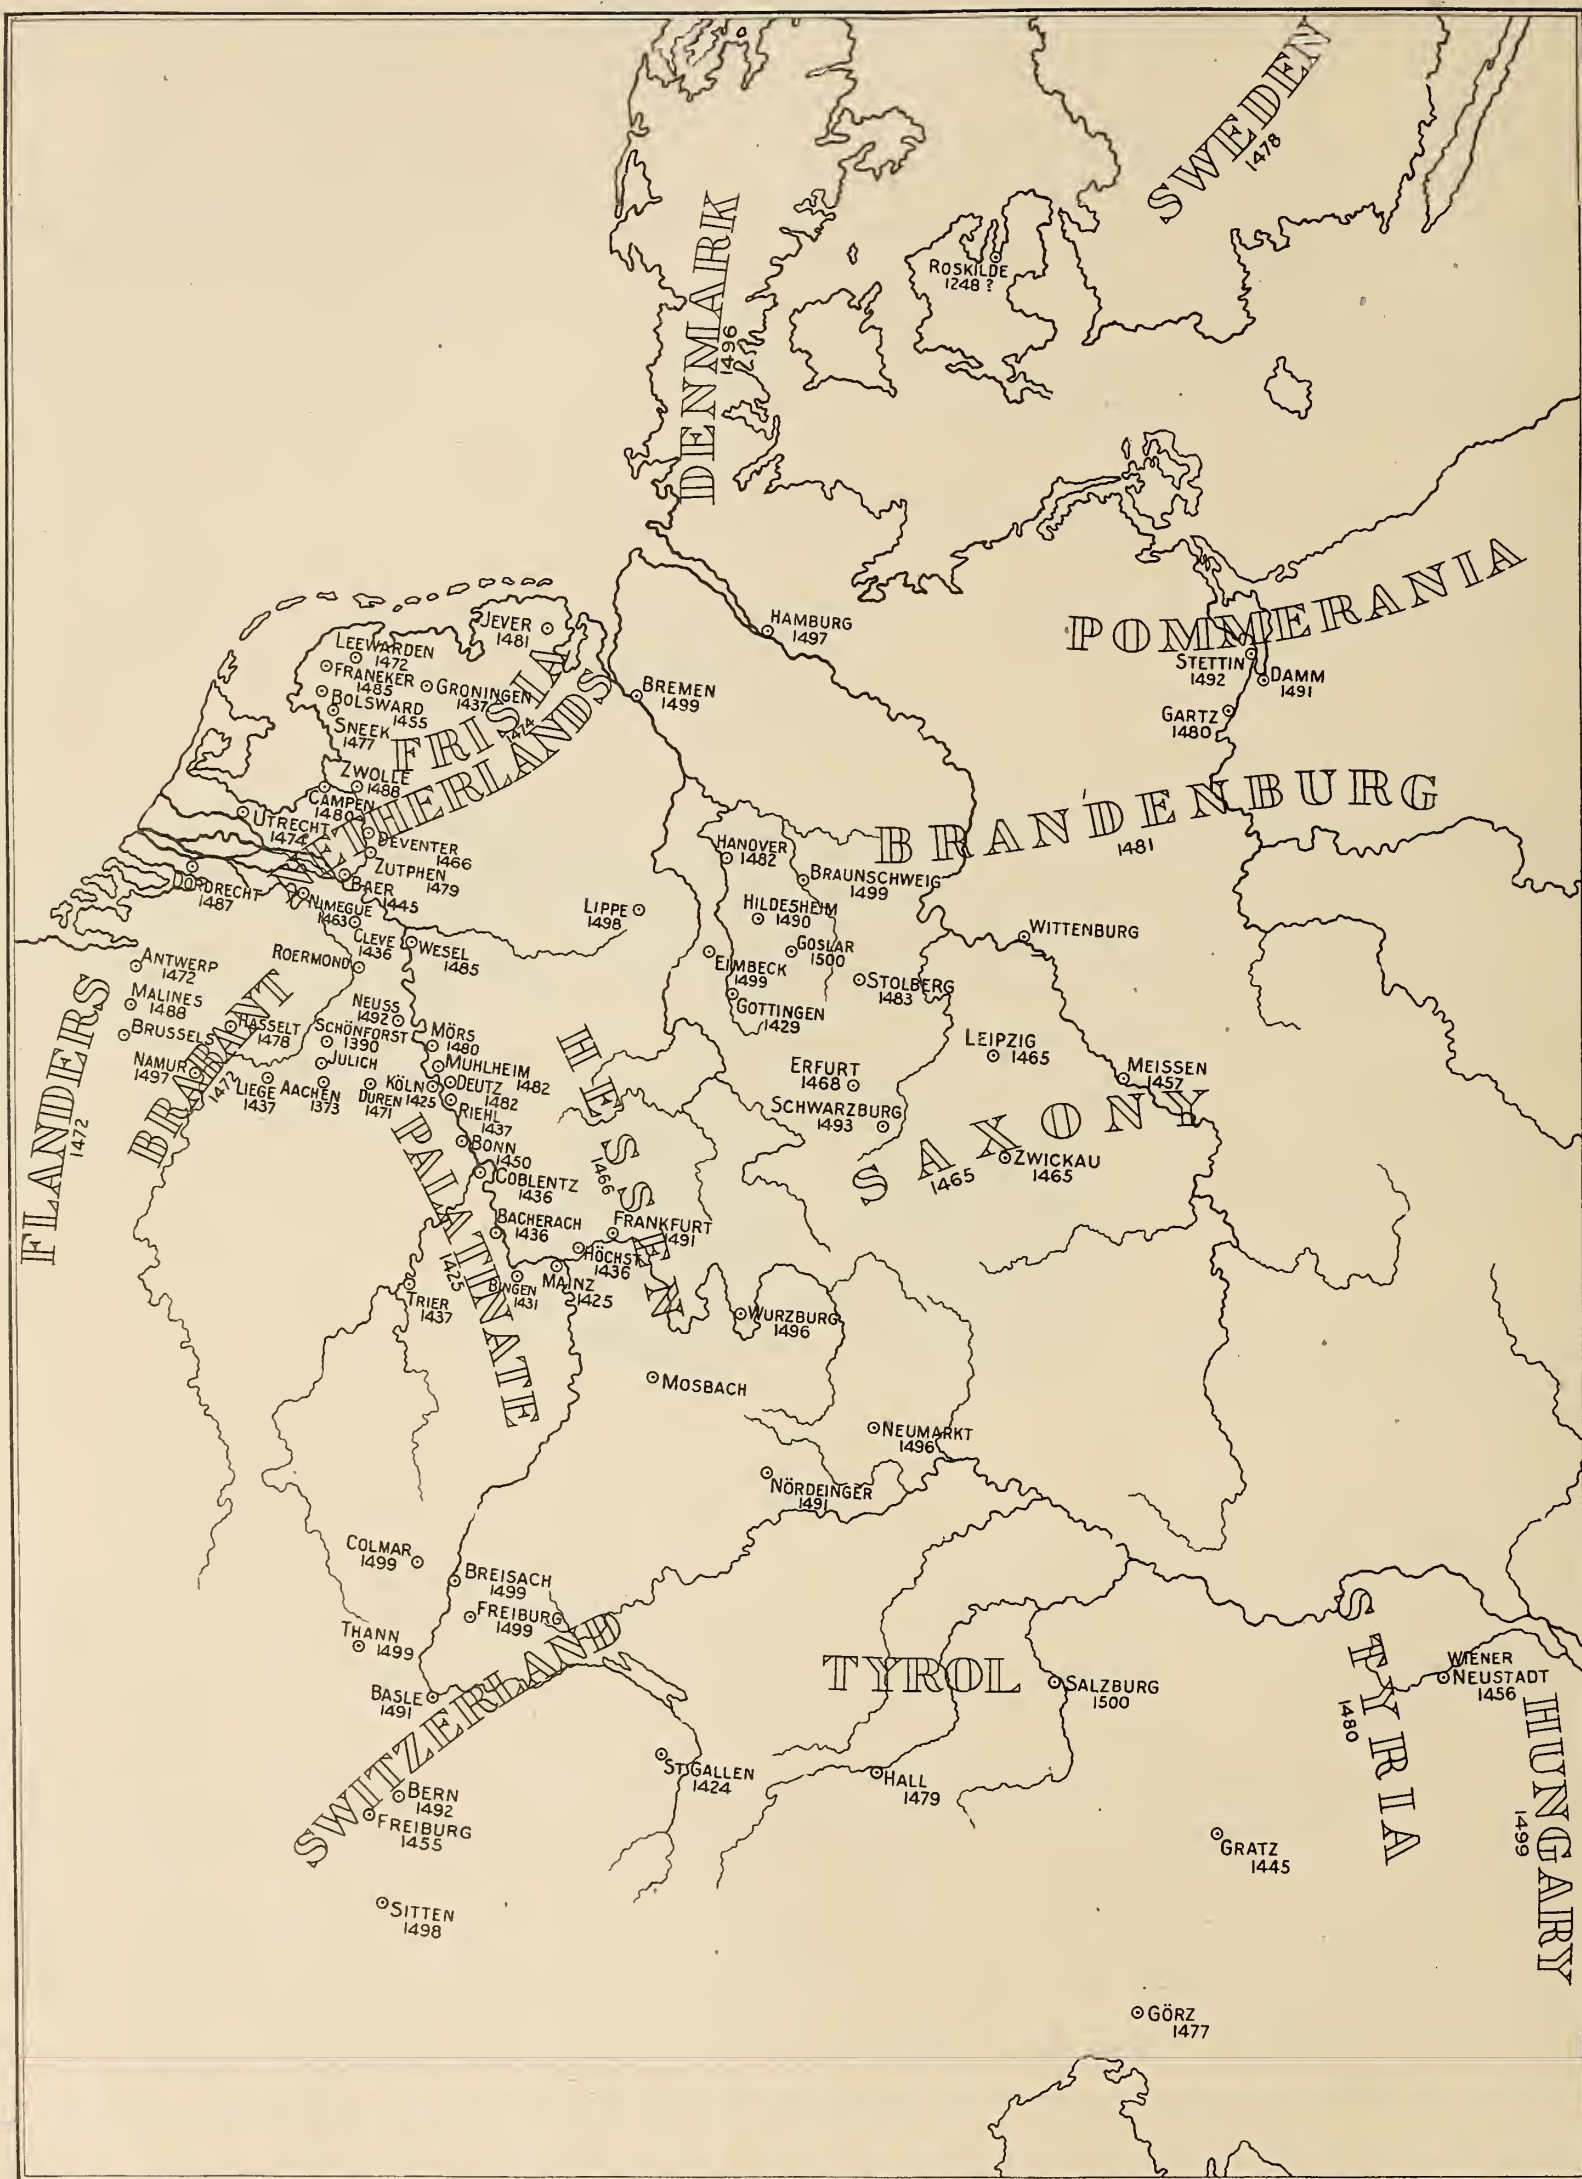 SWEDEN
1478
DENMARK
1496
ROSKILDE
1248 ?
HAMBURG
1497
POMMERANIA
STETTIN
1492
DAMM
1491
GARTZ
1480
JEVER
1481
LEEWARDEN
1472
FRANEKER
1485
GRONINGEN
1437
BOLSWARD
1455
SNEEK
1477
FRISIA
1474
NETHERLANDS
BREMEN
1499
ZWOLLE
1488
CAMPEN
1480
UTRECHT
1474
DEVENTER
1466
ZUTPHEN
1479
BAER
1445
DORDRECHT
1487
NIMEGUE
1463
CLEVE
1436
WESEL
1485
ROERMOND
LIPPE
1498
BRANDENBURG
1481
HANOVER
1482
BRAUNSCHWEIG
1499
HILDESHEIM
1490
GOSLAR
1500
EIMBECK
1499
GOTTINGEN
1429
STOLBERG
1483
WITTENBURG
ANTWERP
1472
MALINES
1488
BRUSSELS
HASSELT
1478
NAMUR
1497
FLANDERS
1472
BRABANT
1472
LIEGE
1437
NEUSS
1492
SCHÖNFORST
1390
JULICH
AACHEN
1373
DUREN
1471
MÖRS
1480
MUHLHEIM
1482
KÖLN
1425
DEUTZ
1482
RIEHL
1437
BONN
1450
COBLENTZ
1436
HESSEN
1466
ERFURT
1468
LEIPZIG
1465
MEISSEN
1457
SCHWARZBURG
1493
SAXONY
1465
ZWICKAU
1465
PALATINATE
1425
BACHERACH
1436
FRANKFURT
1491
HÖCHST
1436
BINGEN
1431
MAINZ
1425
TRIER
1437
WURZBURG
1496
MOSBACH
NEUMARKT
1496
NÖRDEINGER
1491
COLMAR
1499
BREISACH
1499
FREIBURG
1499
THANN
1499
BASLE
1491
SWITZERLAND
BERN
1492
FREIBURG
1455
SITTEN
1498
ST GALLEN
1424
TYROL
SALZBURG
1500
HALL
1479
STYRIA
1480
WIENER
NEUSTADT
1456
HUNGARY
1499
GRATZ
1445
GÖRZ
1477